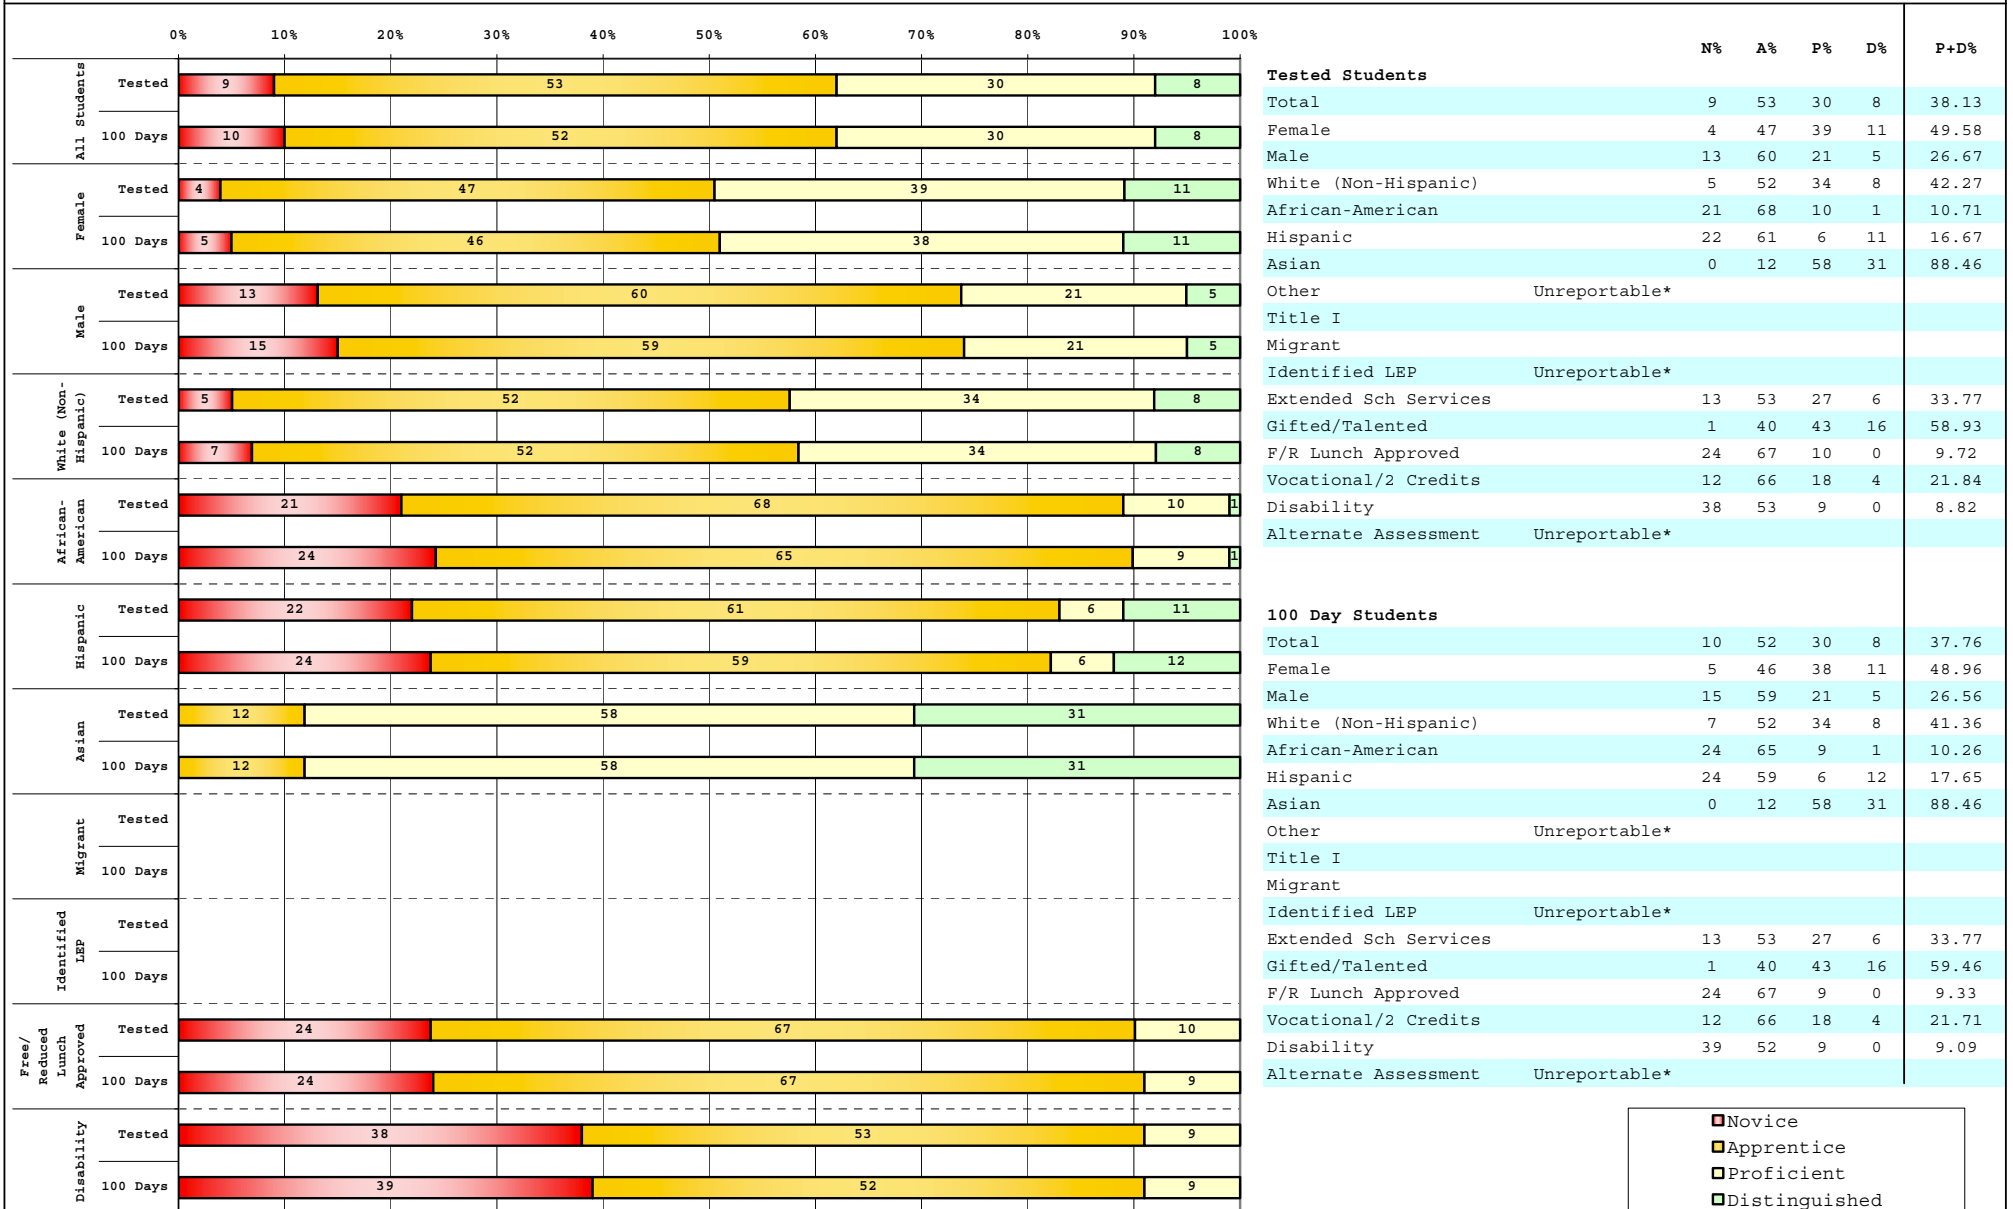 0% 10% 20% 30% 40% 50% 60% 70% 80% 90% 100%
All Students
Tested 9 53 30 8
100 Days 10 52 30 8
Female
Tested 4 47 39 11
100 Days 5 46 38 11
Male
Tested 13 60 21 5
100 Days 15 59 21 5
White (Non-
Hispanic)
Tested 5 52 34 8
100 Days 7 52 34 8
African-
American
Tested 21 68 10 1
100 Days 24 65 9 1
Hispanic
Tested 22 61 6 11
100 Days 24 59 6 12
Asian
Tested 12 58 31
100 Days 12 58 31
Migrant
Tested
100 Days
Identified
LEP
Tested
100 Days
Free/
Reduced
Lunch
Approved
Tested 24 67 10
100 Days 24 67 9
Disability
Tested 38 53 9
100 Days 39 52 9
N% A% P% D% P+D%
Tested Students
Total 9 53 30 8 38.13
Female 4 47 39 11 49.58
Male 13 60 21 5 26.67
White (Non-Hispanic) 5 52 34 8 42.27
African-American 21 68 10 1 10.71
Hispanic 22 61 6 11 16.67
Asian 0 12 58 31 88.46
Other Unreportable*
Title I
Migrant
Identified LEP Unreportable*
Extended Sch Services 13 53 27 6 33.77
Gifted/Talented 1 40 43 16 58.93
F/R Lunch Approved 24 67 10 0 9.72
Vocational/2 Credits 12 66 18 4 21.84
Disability 38 53 9 0 8.82
Alternate Assessment Unreportable*
100 Day Students
Total 10 52 30 8 37.76
Female 5 46 38 11 48.96
Male 15 59 21 5 26.56
White (Non-Hispanic) 7 52 34 8 41.36
African-American 24 65 9 1 10.26
Hispanic 24 59 6 12 17.65
Asian 0 12 58 31 88.46
Other Unreportable*
Title I
Migrant
Identified LEP Unreportable*
Extended Sch Services 13 53 27 6 33.77
Gifted/Talented 1 40 43 16 59.46
F/R Lunch Approved 24 67 9 0 9.33
Vocational/2 Credits 12 66 18 4 21.71
Disability 39 52 9 0 9.09
Alternate Assessment Unreportable*
Novice
Apprentice
Proficient
Distinguished